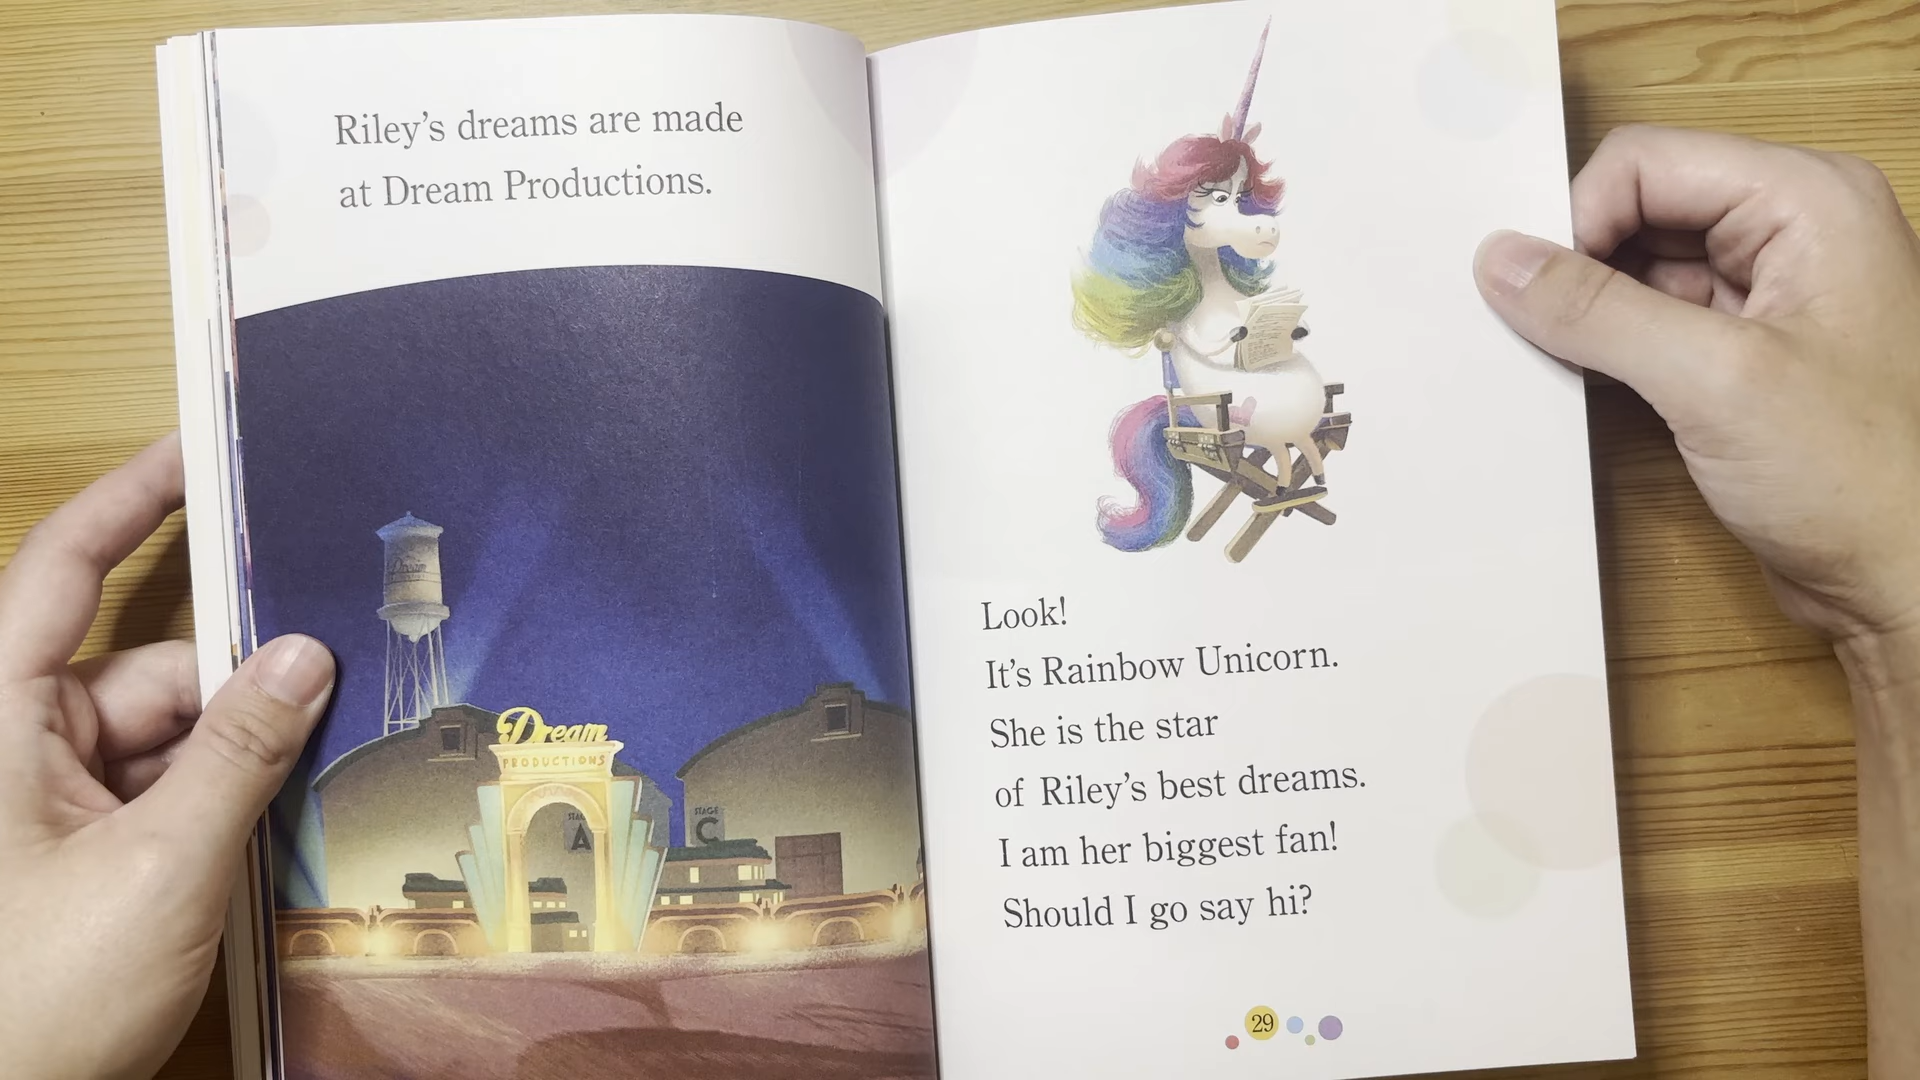 Riley's dreams are made
at Dream Productions.
Dream
Dream
PRODUCTIONS
STAGE
A
STAGE
C
Look!
It's Rainbow Unicorn.
She is the star
of Riley's best dreams.
I am her biggest fan!
Should I go say hi?
29